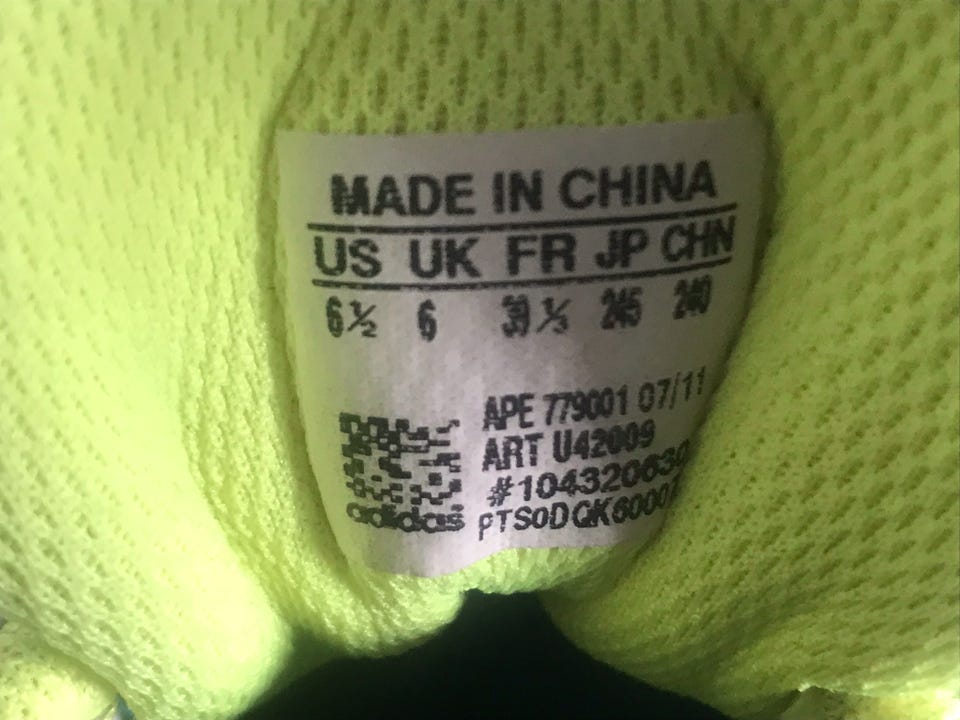 MADE IN CHINA
US UK FR JP CHN
6½ 6 39⅓ 245 240
APE 779001 07/11
ART U42009
adidas